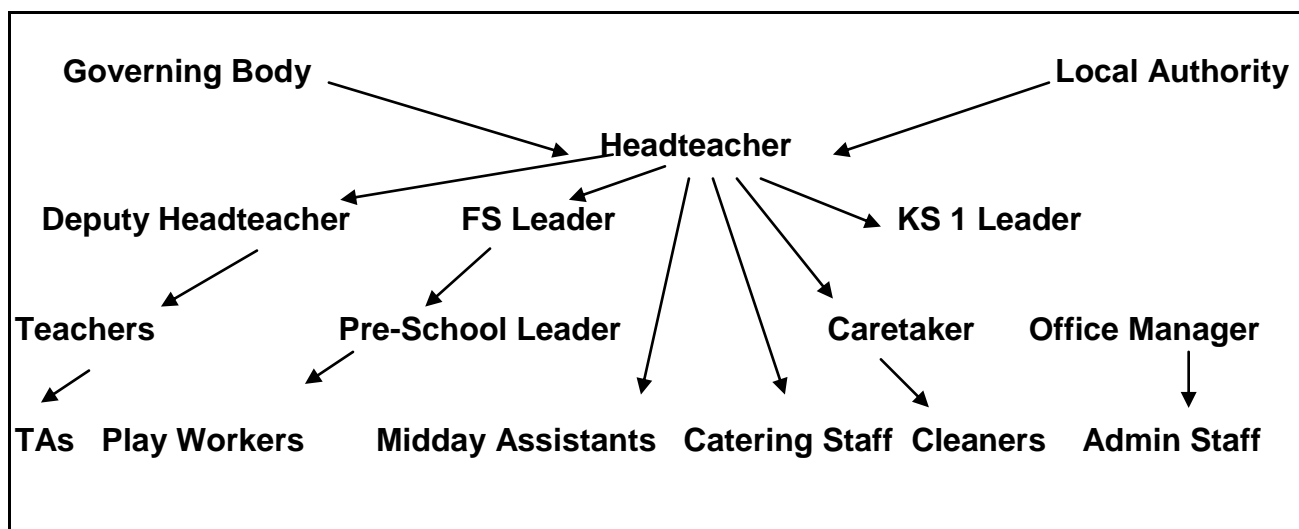 Governing Body Local Authority
Headteacher
Deputy Headteacher FS Leader KS 1 Leader
Teachers Pre-School Leader Caretaker Office Manager
TAs Play Workers Midday Assistants Catering Staff Cleaners Admin Staff